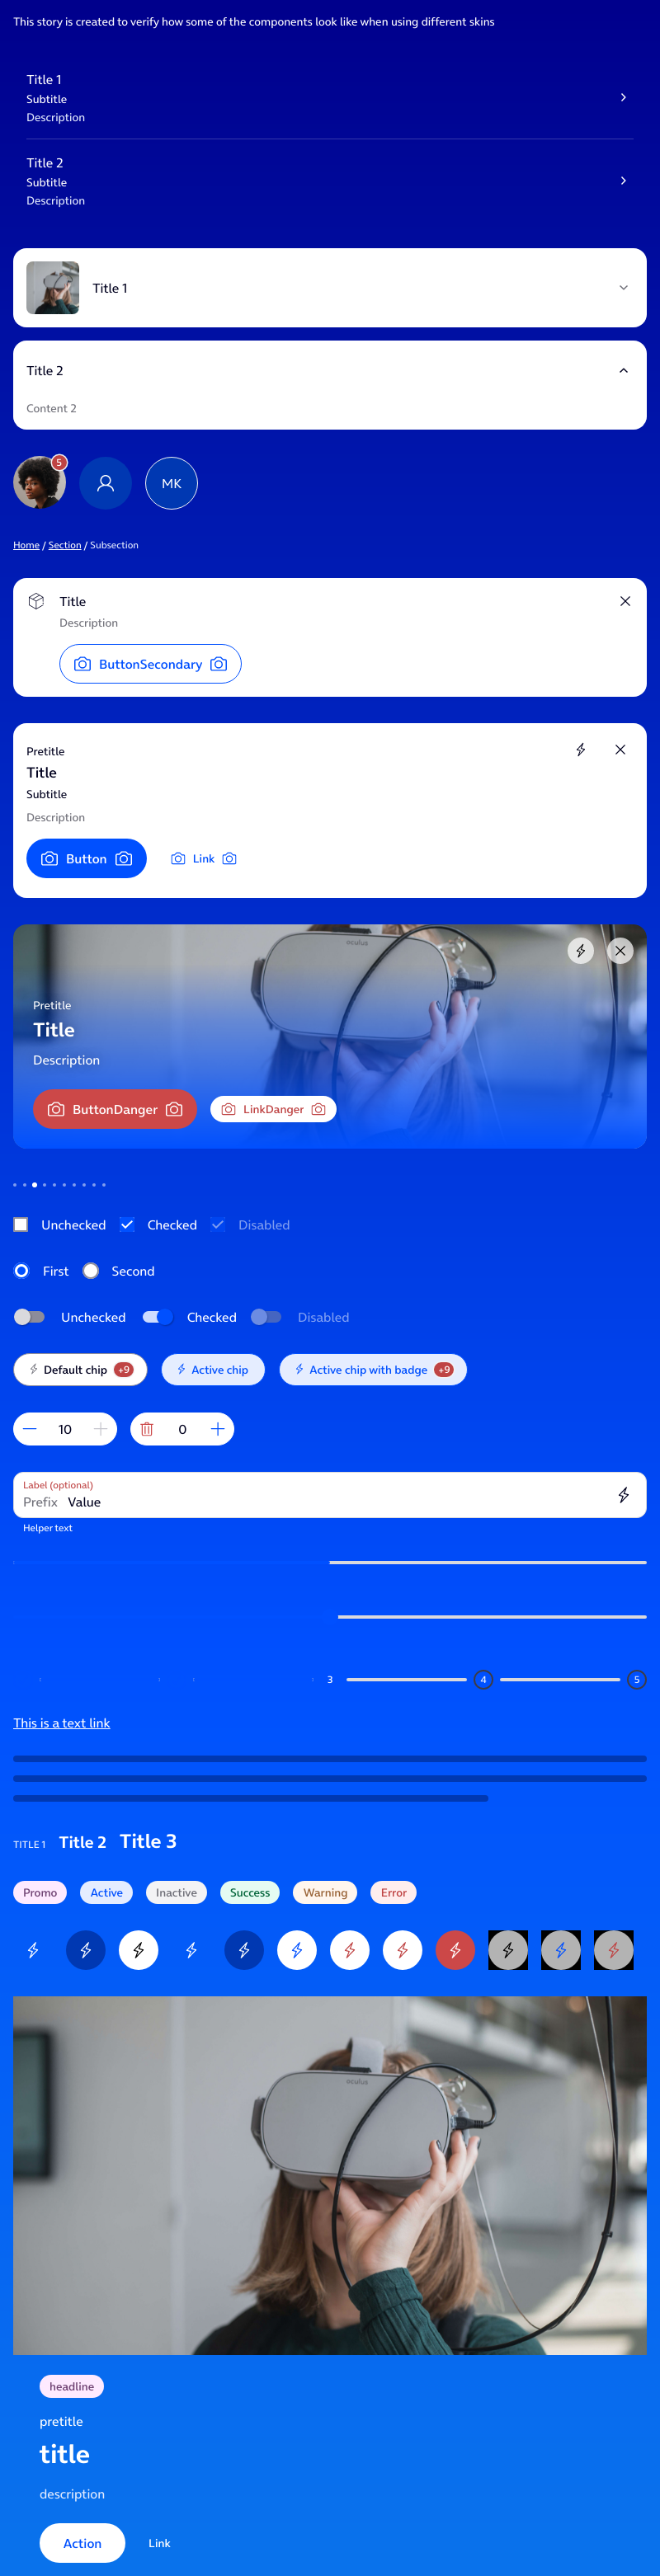 This story is created to verify how some of the components look like when using different skins
Title 1
Subtitle
Description
Title 2
Subtitle
Description
Title 1
Title 2
Content 2
5
MK
Home / Section / Subsection
Title
Description
ButtonSecondary
Pretitle
Title
Subtitle
Description
Button Link
oculus
Pretitle
Title
Description
ButtonDanger LinkDanger
Unchecked Checked Disabled
First Second
Unchecked Checked Disabled
Default chip +9 Active chip Active chip with badge +9
10 0
Label (optional)
Prefix Value
Helper text
3 4 5
This is a text link
TITLE 1 Title 2 Title 3
Promo Active Inactive Success Warning Error
oculus
headline
pretitle
title
description
Action Link